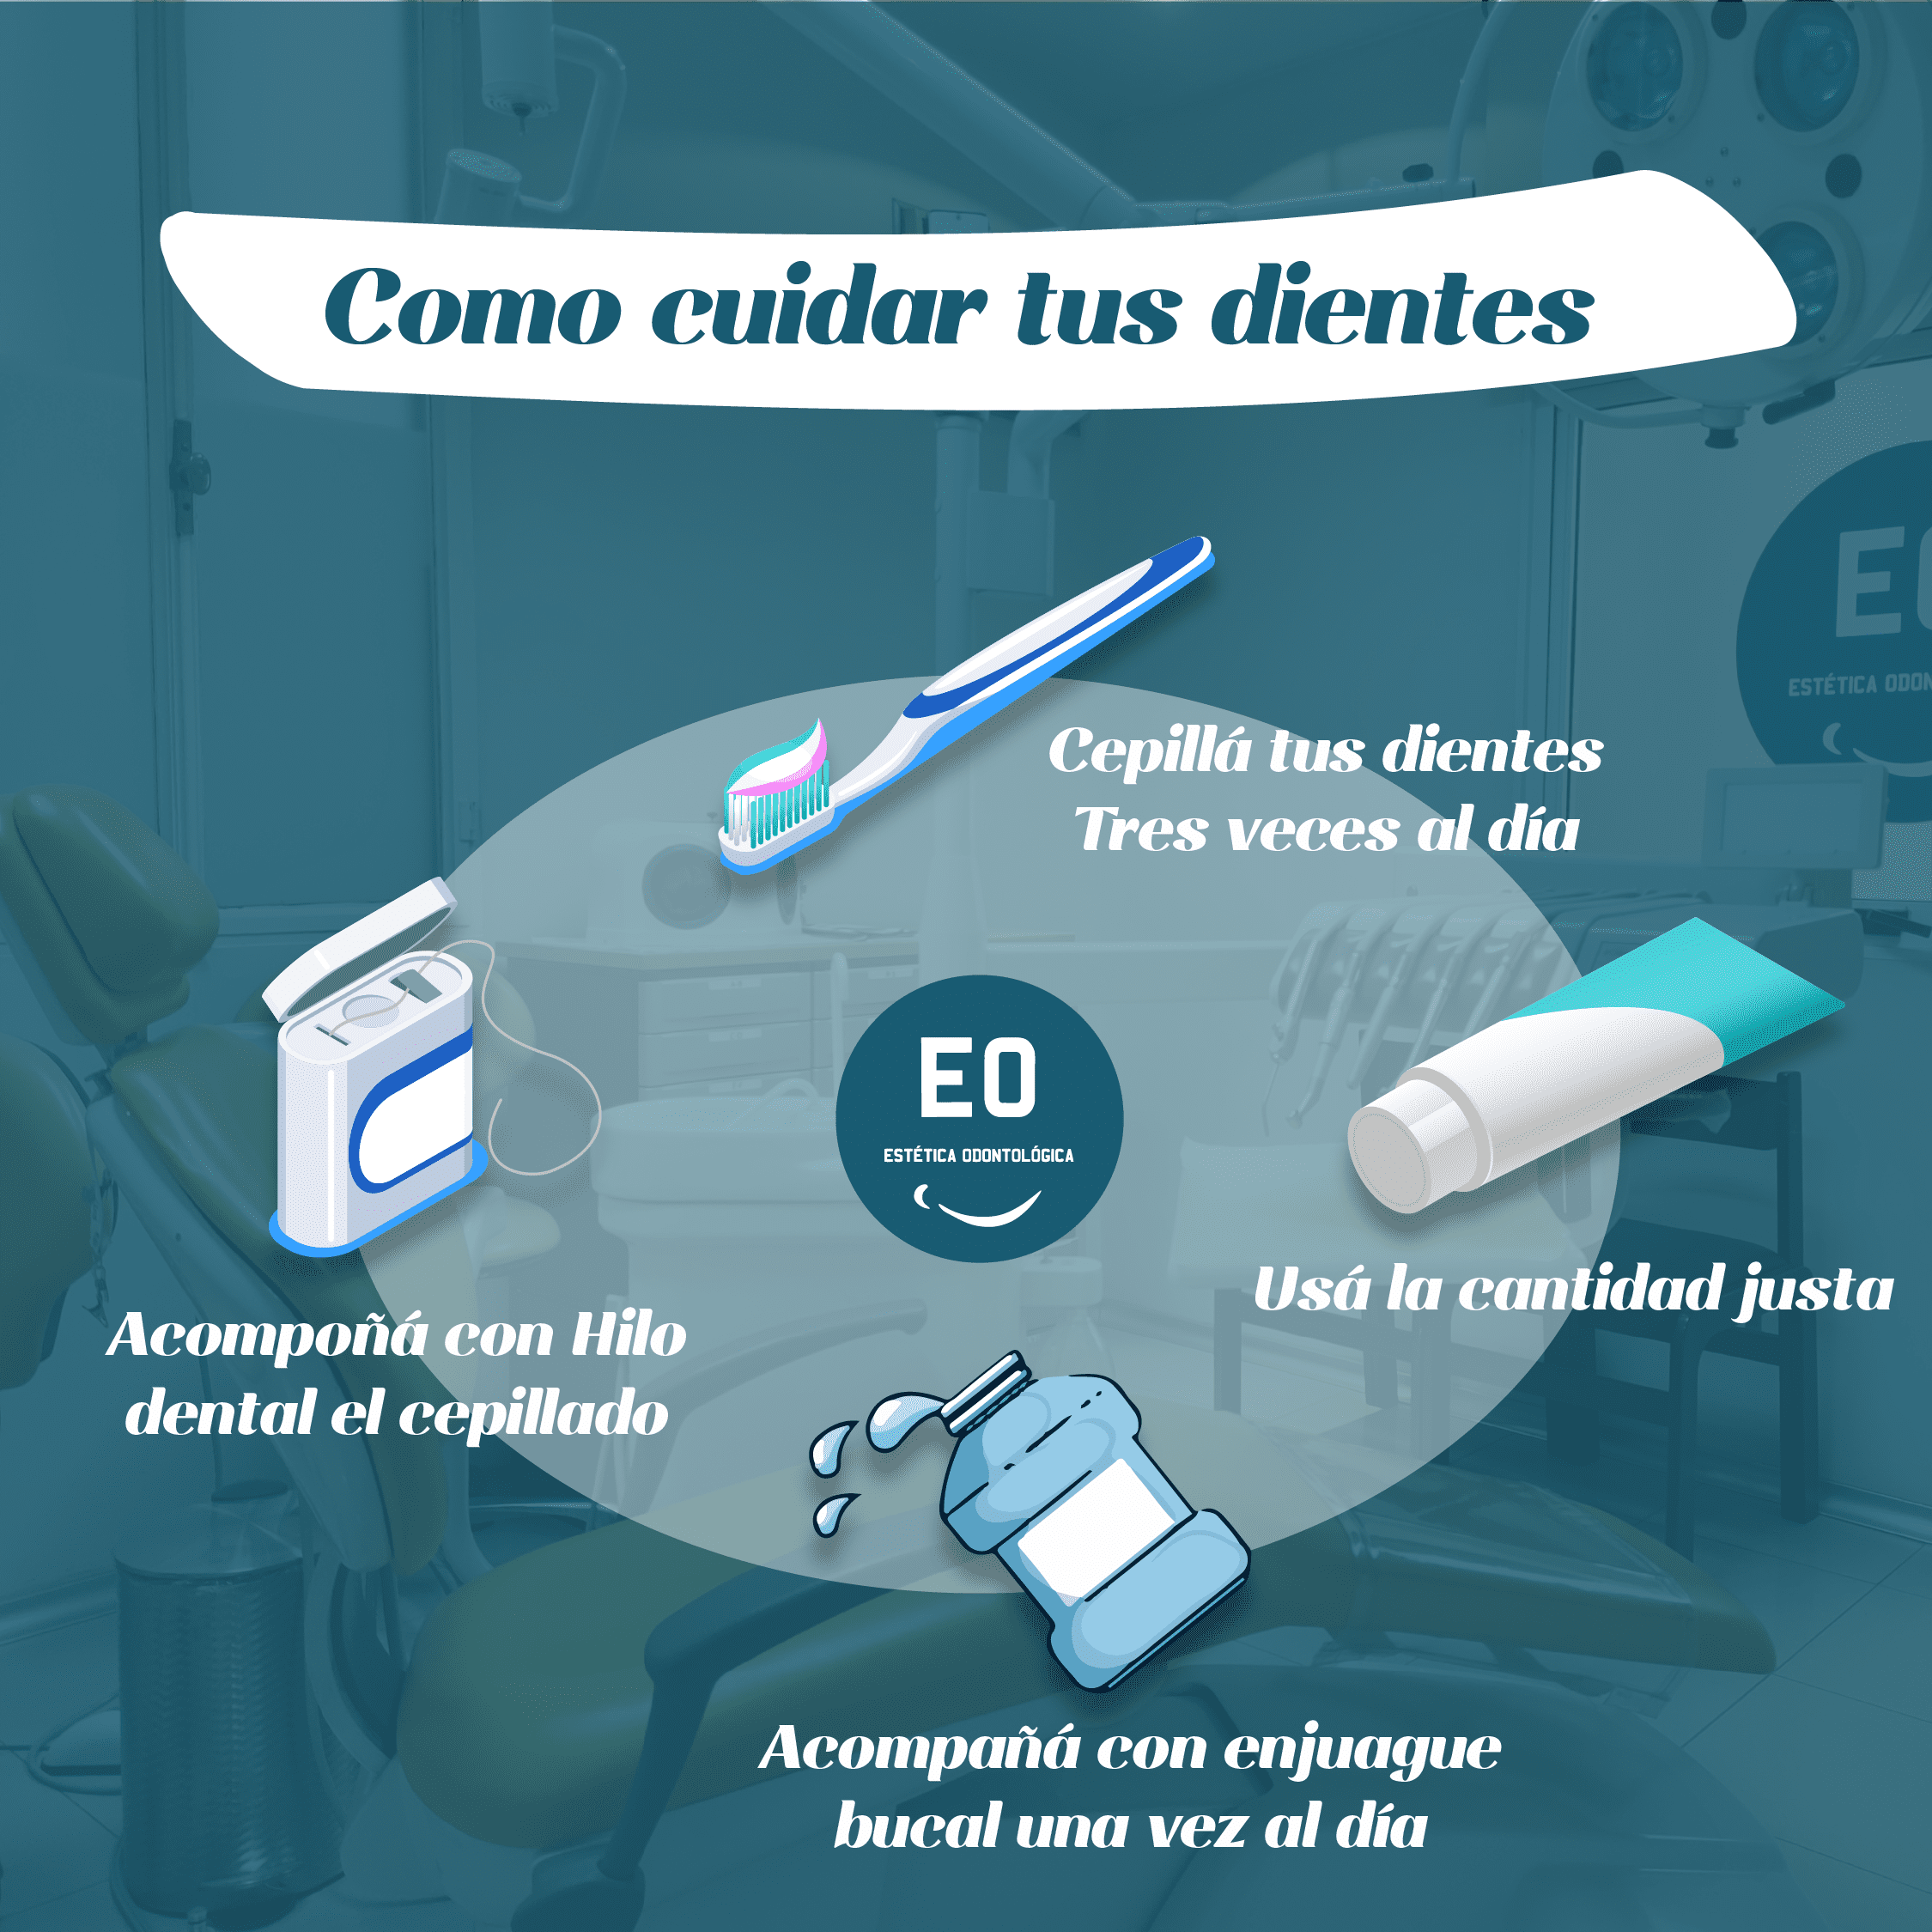 Como cuidar tus dientes
EO
ESTÉTICA ODON
Cepillá tus dientes
Tres veces al día
EO
ESTÉTICA ODONTOLÓGICA
Usá la cantidad justa
Acompoñá con Hilo
dental el cepillado
Acompañá con enjuague
bucal una vez al día